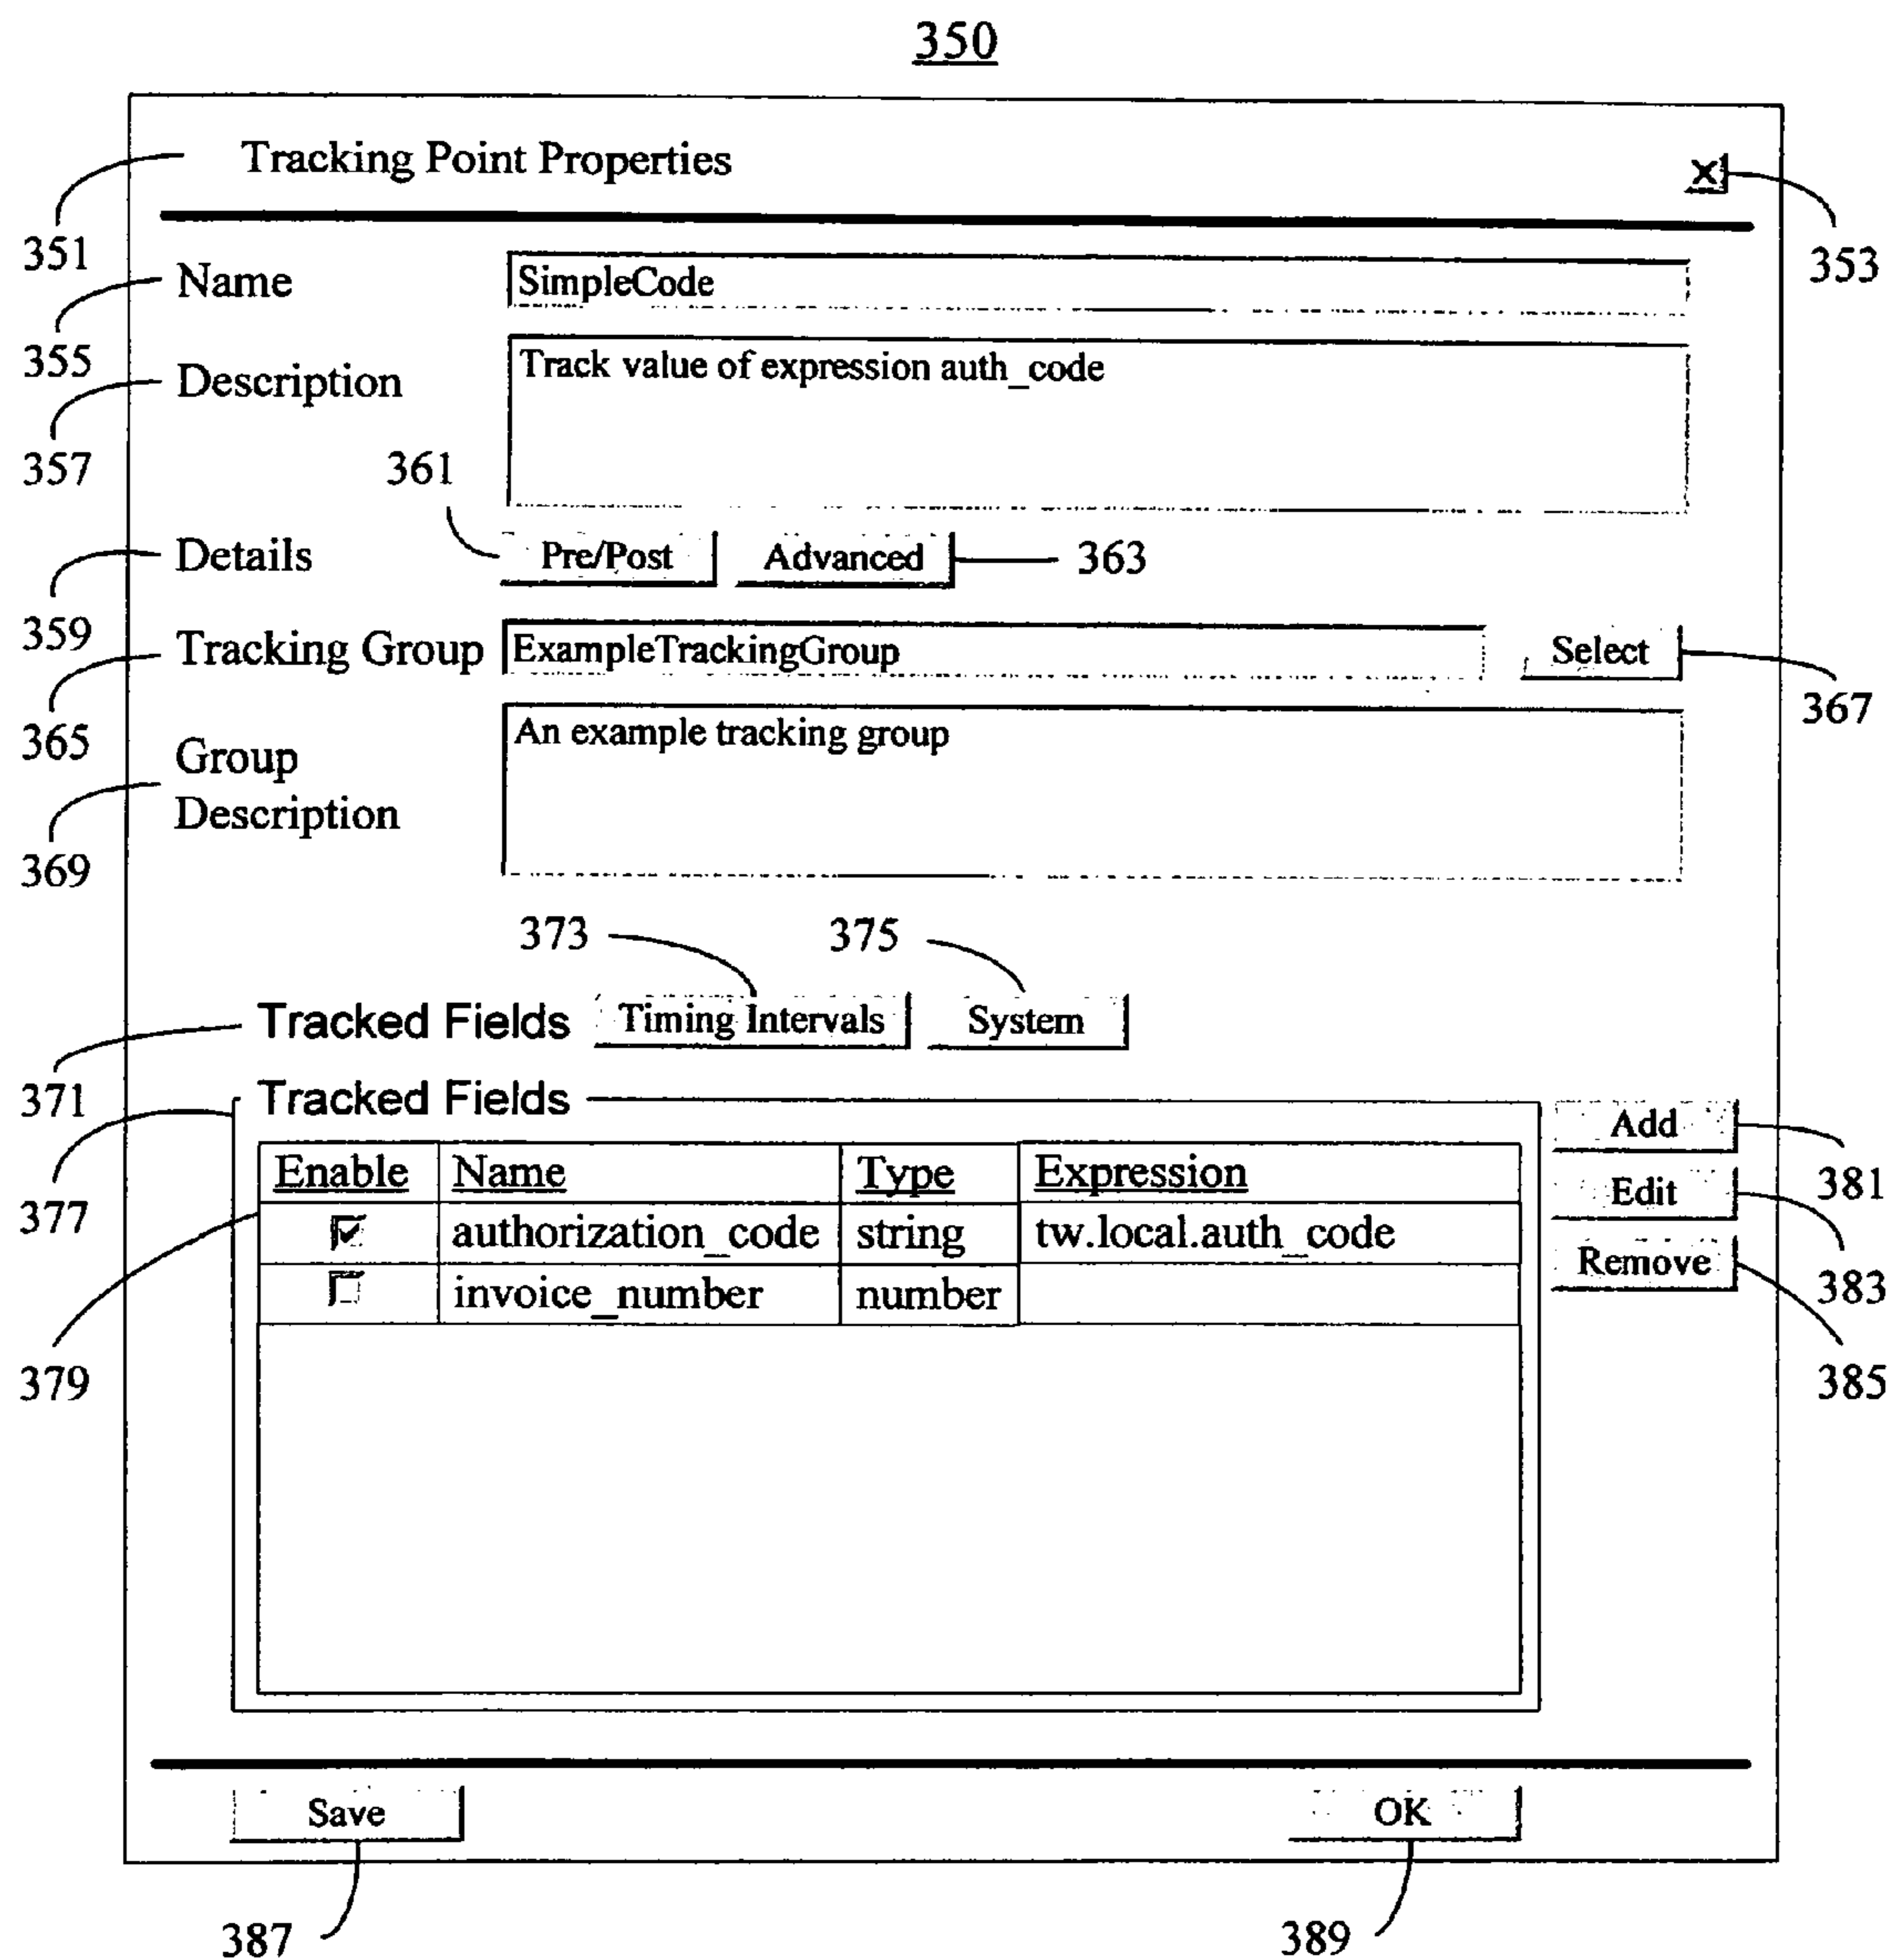 350
Tracking Point Properties
X
351
353
Name
SimpleCode
355
Description
Track value of expression auth_code
357
361
Details
Pre/Post
Advanced
363
359
Tracking Group
ExampleTrackingGroup
Select
367
365
Group
Description
An example tracking group
369
373
375
Tracked Fields
Timing Intervals
System
371
Tracked Fields
Add
381
377
Enable Name Type Expression
Edit
383
authorization_code string tw.local.auth_code
Remove
385
invoice_number number
379
Save
OK
387
389